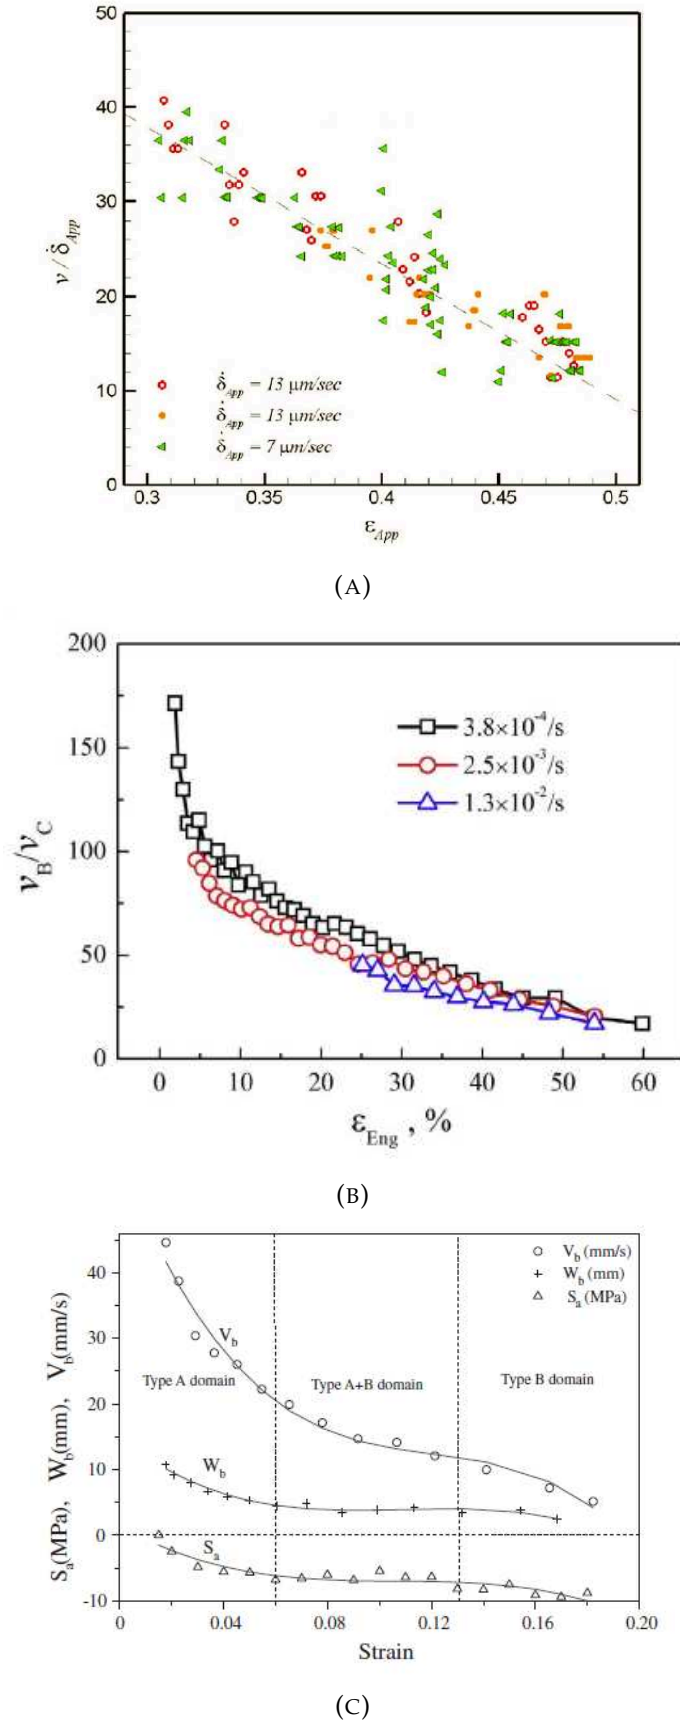 50
40
30
20
10
0
v / δ̇App
δ̇App = 13 μm/sec
δ̇App = 13 μm/sec
δ̇App = 7 μm/sec
0.3 0.35 0.4 0.45 0.5
εApp
(A)
200
150
100
50
0
vB/vC
3.8×10⁻⁴/s
2.5×10⁻³/s
1.3×10⁻²/s
0 10 20 30 40 50 60
εEng , %
(B)
40
30
20
10
0
-10
Sa(MPa), Wb(mm), Vb(mm/s)
Vb(mm/s)
Wb(mm)
Sa(MPa)
Vb
Type A domain Type A+B domain Type B domain
Wb
Sa
0 0.04 0.08 0.12 0.16 0.20
Strain
(C)